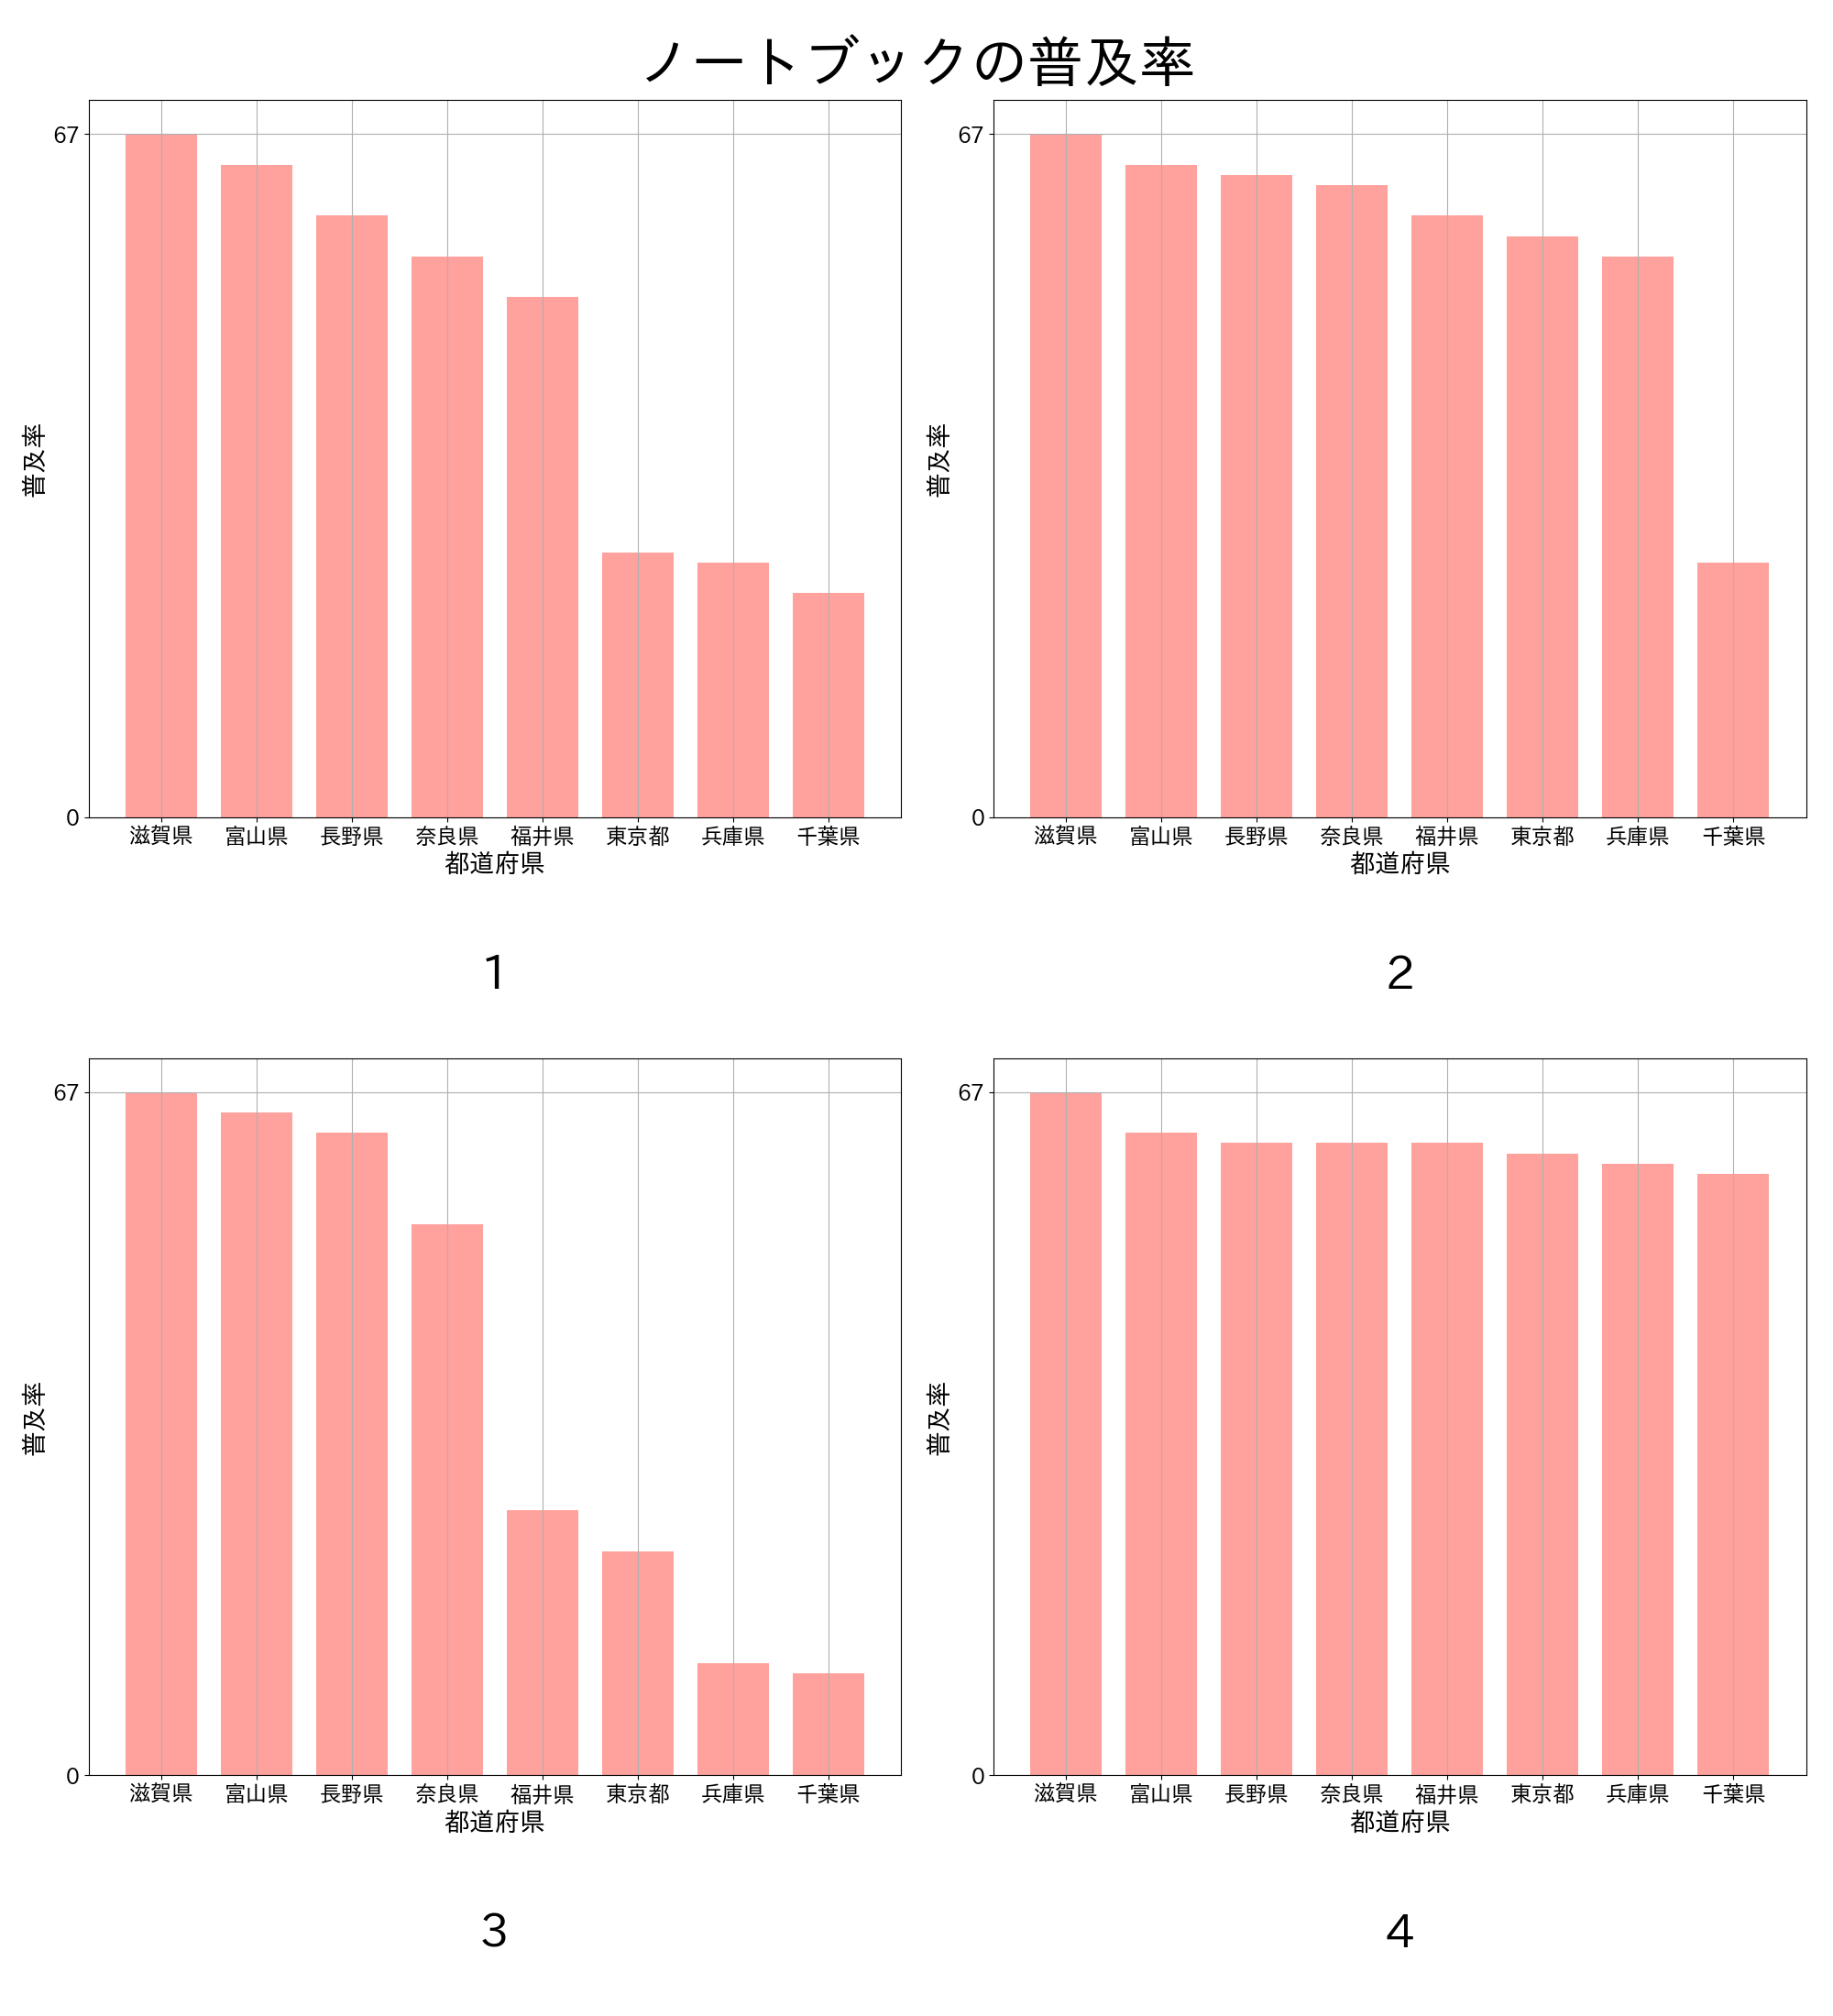 ノートブックの普及率
67
0
普及率
滋賀県 富山県 長野県 奈良県 福井県 東京都 兵庫県 千葉県
都道府県
1
67
0
普及率
滋賀県 富山県 長野県 奈良県 福井県 東京都 兵庫県 千葉県
都道府県
2
67
0
普及率
滋賀県 富山県 長野県 奈良県 福井県 東京都 兵庫県 千葉県
都道府県
3
67
0
普及率
滋賀県 富山県 長野県 奈良県 福井県 東京都 兵庫県 千葉県
都道府県
4